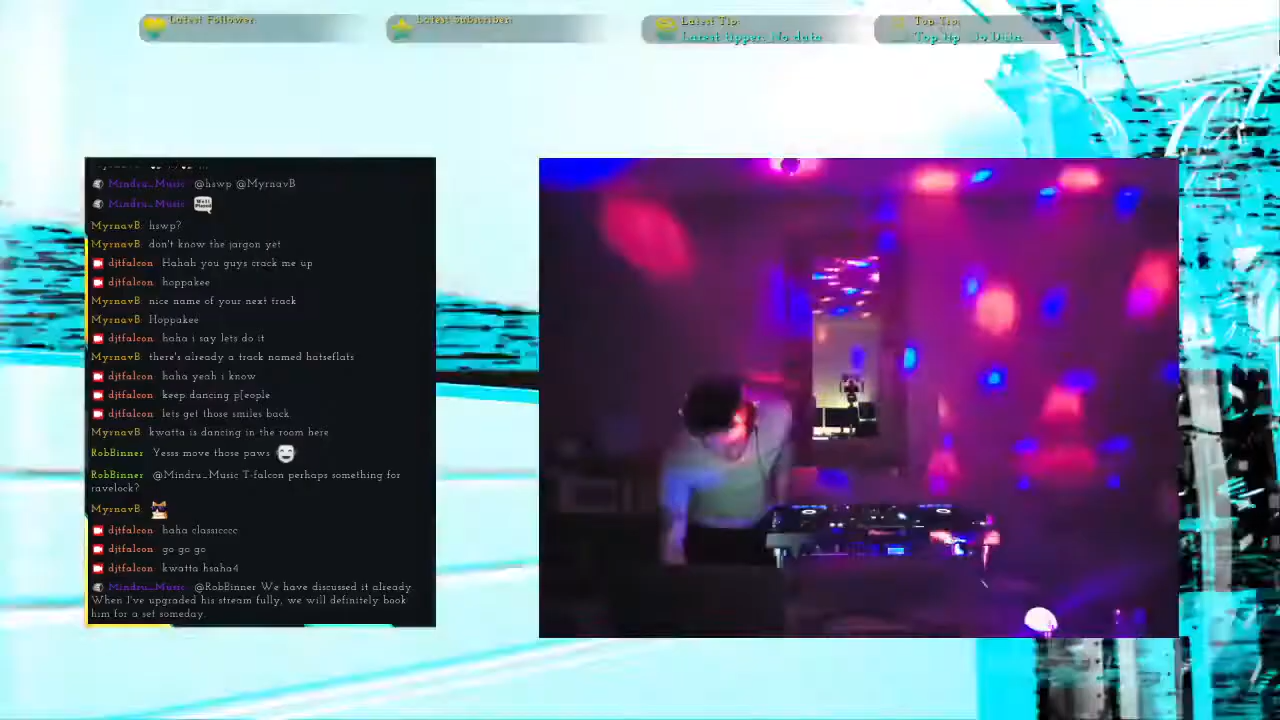 Latest Follower:
Latest Subscriber:
Latest Tip:
Latest tipper: No data
Top Tip:
Top Tip
Mindru_Music: @hswp @MyrnavB
Mindru_Music:
MyrnavB: hswp?
MyrnavB: don't know the jargon yet
djtfalcon: Hahah you guys crack me up
djtfalcon: hoppakee
MyrnavB: nice name of your next track
MyrnavB: Hoppakee
djtfalcon: haha i say lets do it
MyrnavB: there's already a track named hatseflats
djtfalcon: haha yeah i know
djtfalcon: keep dancing p[eople
djtfalcon: lets get those smiles back
MyrnavB: kwatta is dancing in the room here
RobBinner: Yesss move those paws
RobBinner: @Mindru_Music T-falcon perhaps something for
ravelock?
MyrnavB:
djtfalcon: haha classicccc
djtfalcon: go go go
djtfalcon: kwatta hsaha4
Mindru_Music: @RobBinner We have discussed it already
When I've upgraded his stream fully, we will definitely book
him for a set someday.